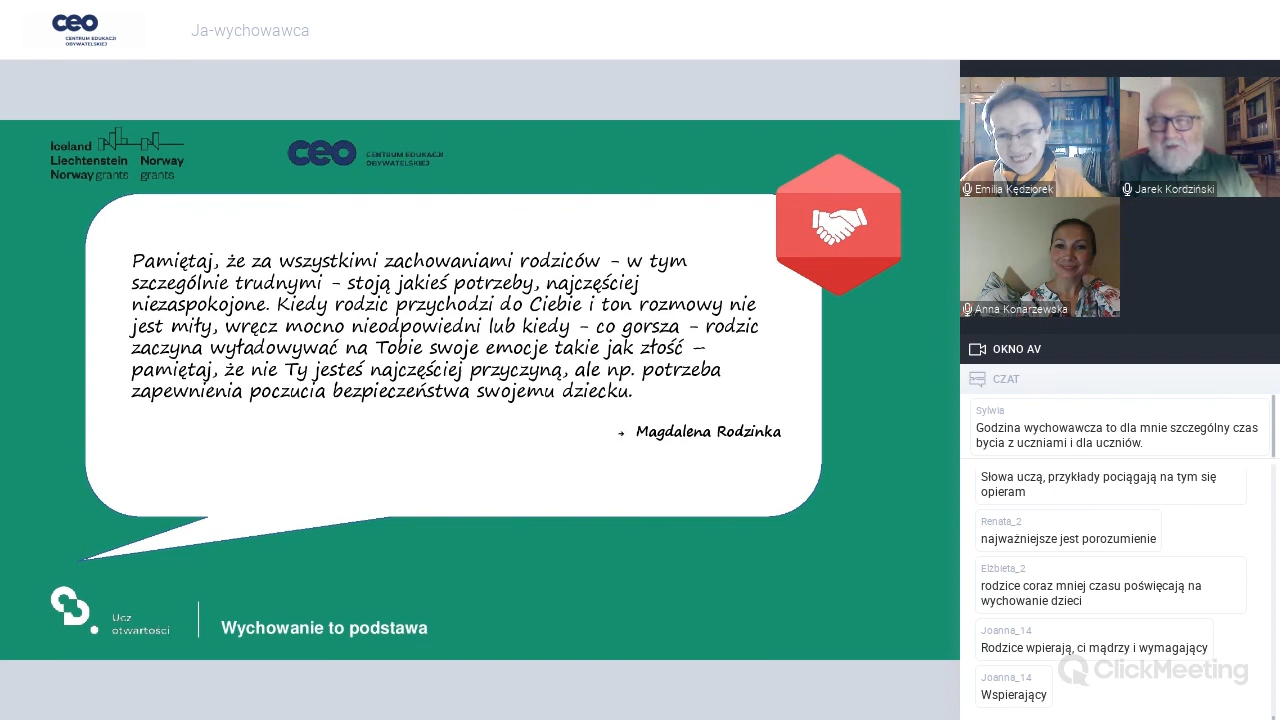 ceo
CENTRUM EDUKACJI
OBYWATELSKIEJ
Ja-wychowawca
Iceland
Liechtenstein
Norway grants
Norway
grants
ceo
CENTRUM EDUKACJI
OBYWATELSKIEJ
Pamiętaj, że za wszystkimi zachowaniami rodziców - w tym
szczególnie trudnymi - stoją jakieś potrzeby, najczęściej
niezaspokojone. Kiedy rodzic przychodzi do Ciebie i ton rozmowy nie
jest miły, wręcz mocno nieodpowiedni lub kiedy - co gorsza - rodzic
zaczyna wyładowywać na Tobie swoje emocje takie jak złość –
pamiętaj, że nie Ty jesteś najczęściej przyczyną, ale np. potrzeba
zapewnienia poczucia bezpieczeństwa swojemu dziecku.
→ Magdalena Rodzinka
Ucz
otwartości
Wychowanie to podstawa
Emilia Kędziorek
Jarek Kordziński
Anna Konarzewska
OKNO AV
CZAT
Sylwia
Godzina wychowawcza to dla mnie szczególny czas
bycia z uczniami i dla uczniów.
Słowa uczą, przykłady pociągają na tym się
opieram
Renata_2
najważniejsze jest porozumienie
Elżbieta_2
rodzice coraz mniej czasu poświęcają na
wychowanie dzieci
Joanna_14
Rodzice wpierają, ci mądrzy i wymagający
Joanna_14
Wspierający
ClickMeeting